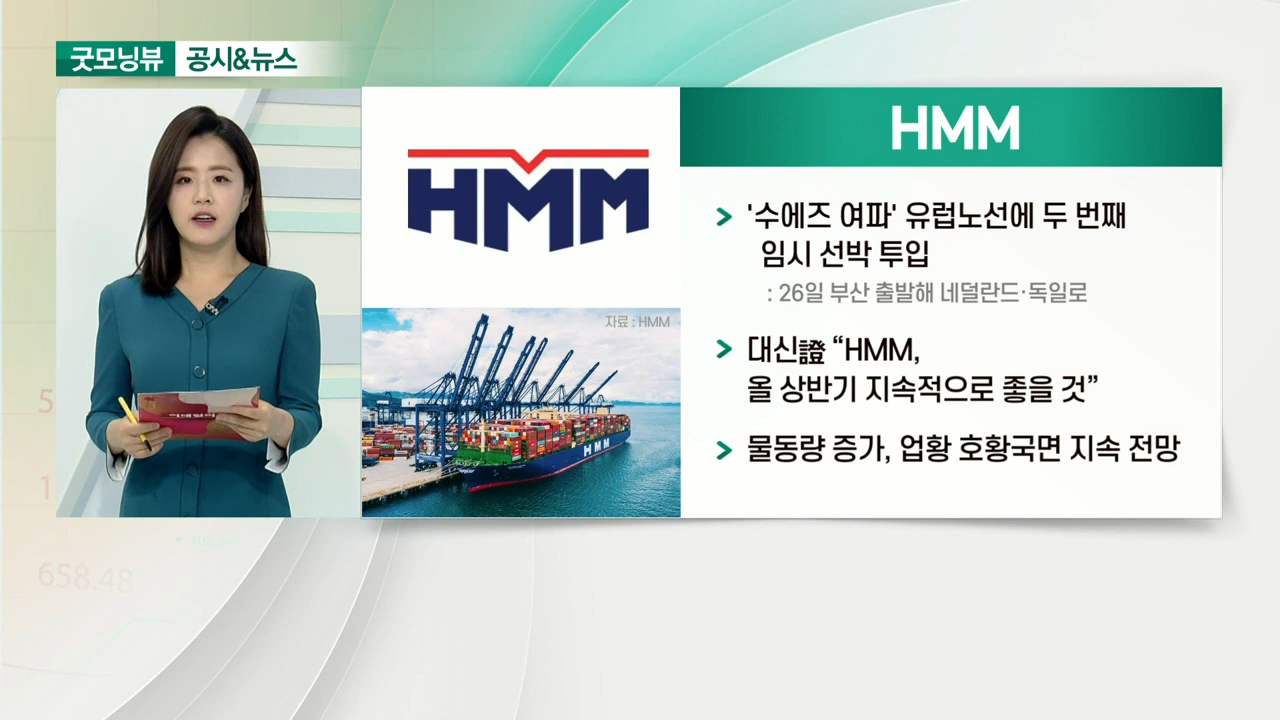 굿모닝뷰 공시&뉴스
HMM
HMM
'수에즈 여파' 유럽노선에 두 번째
임시 선박 투입
: 26일 부산 출발해 네덜란드·독일로
자료 : HMM
대신證 “HMM,
올 상반기 지속적으로 좋을 것”
물동량 증가, 업황 호황국면 지속 전망
HMM
658.48